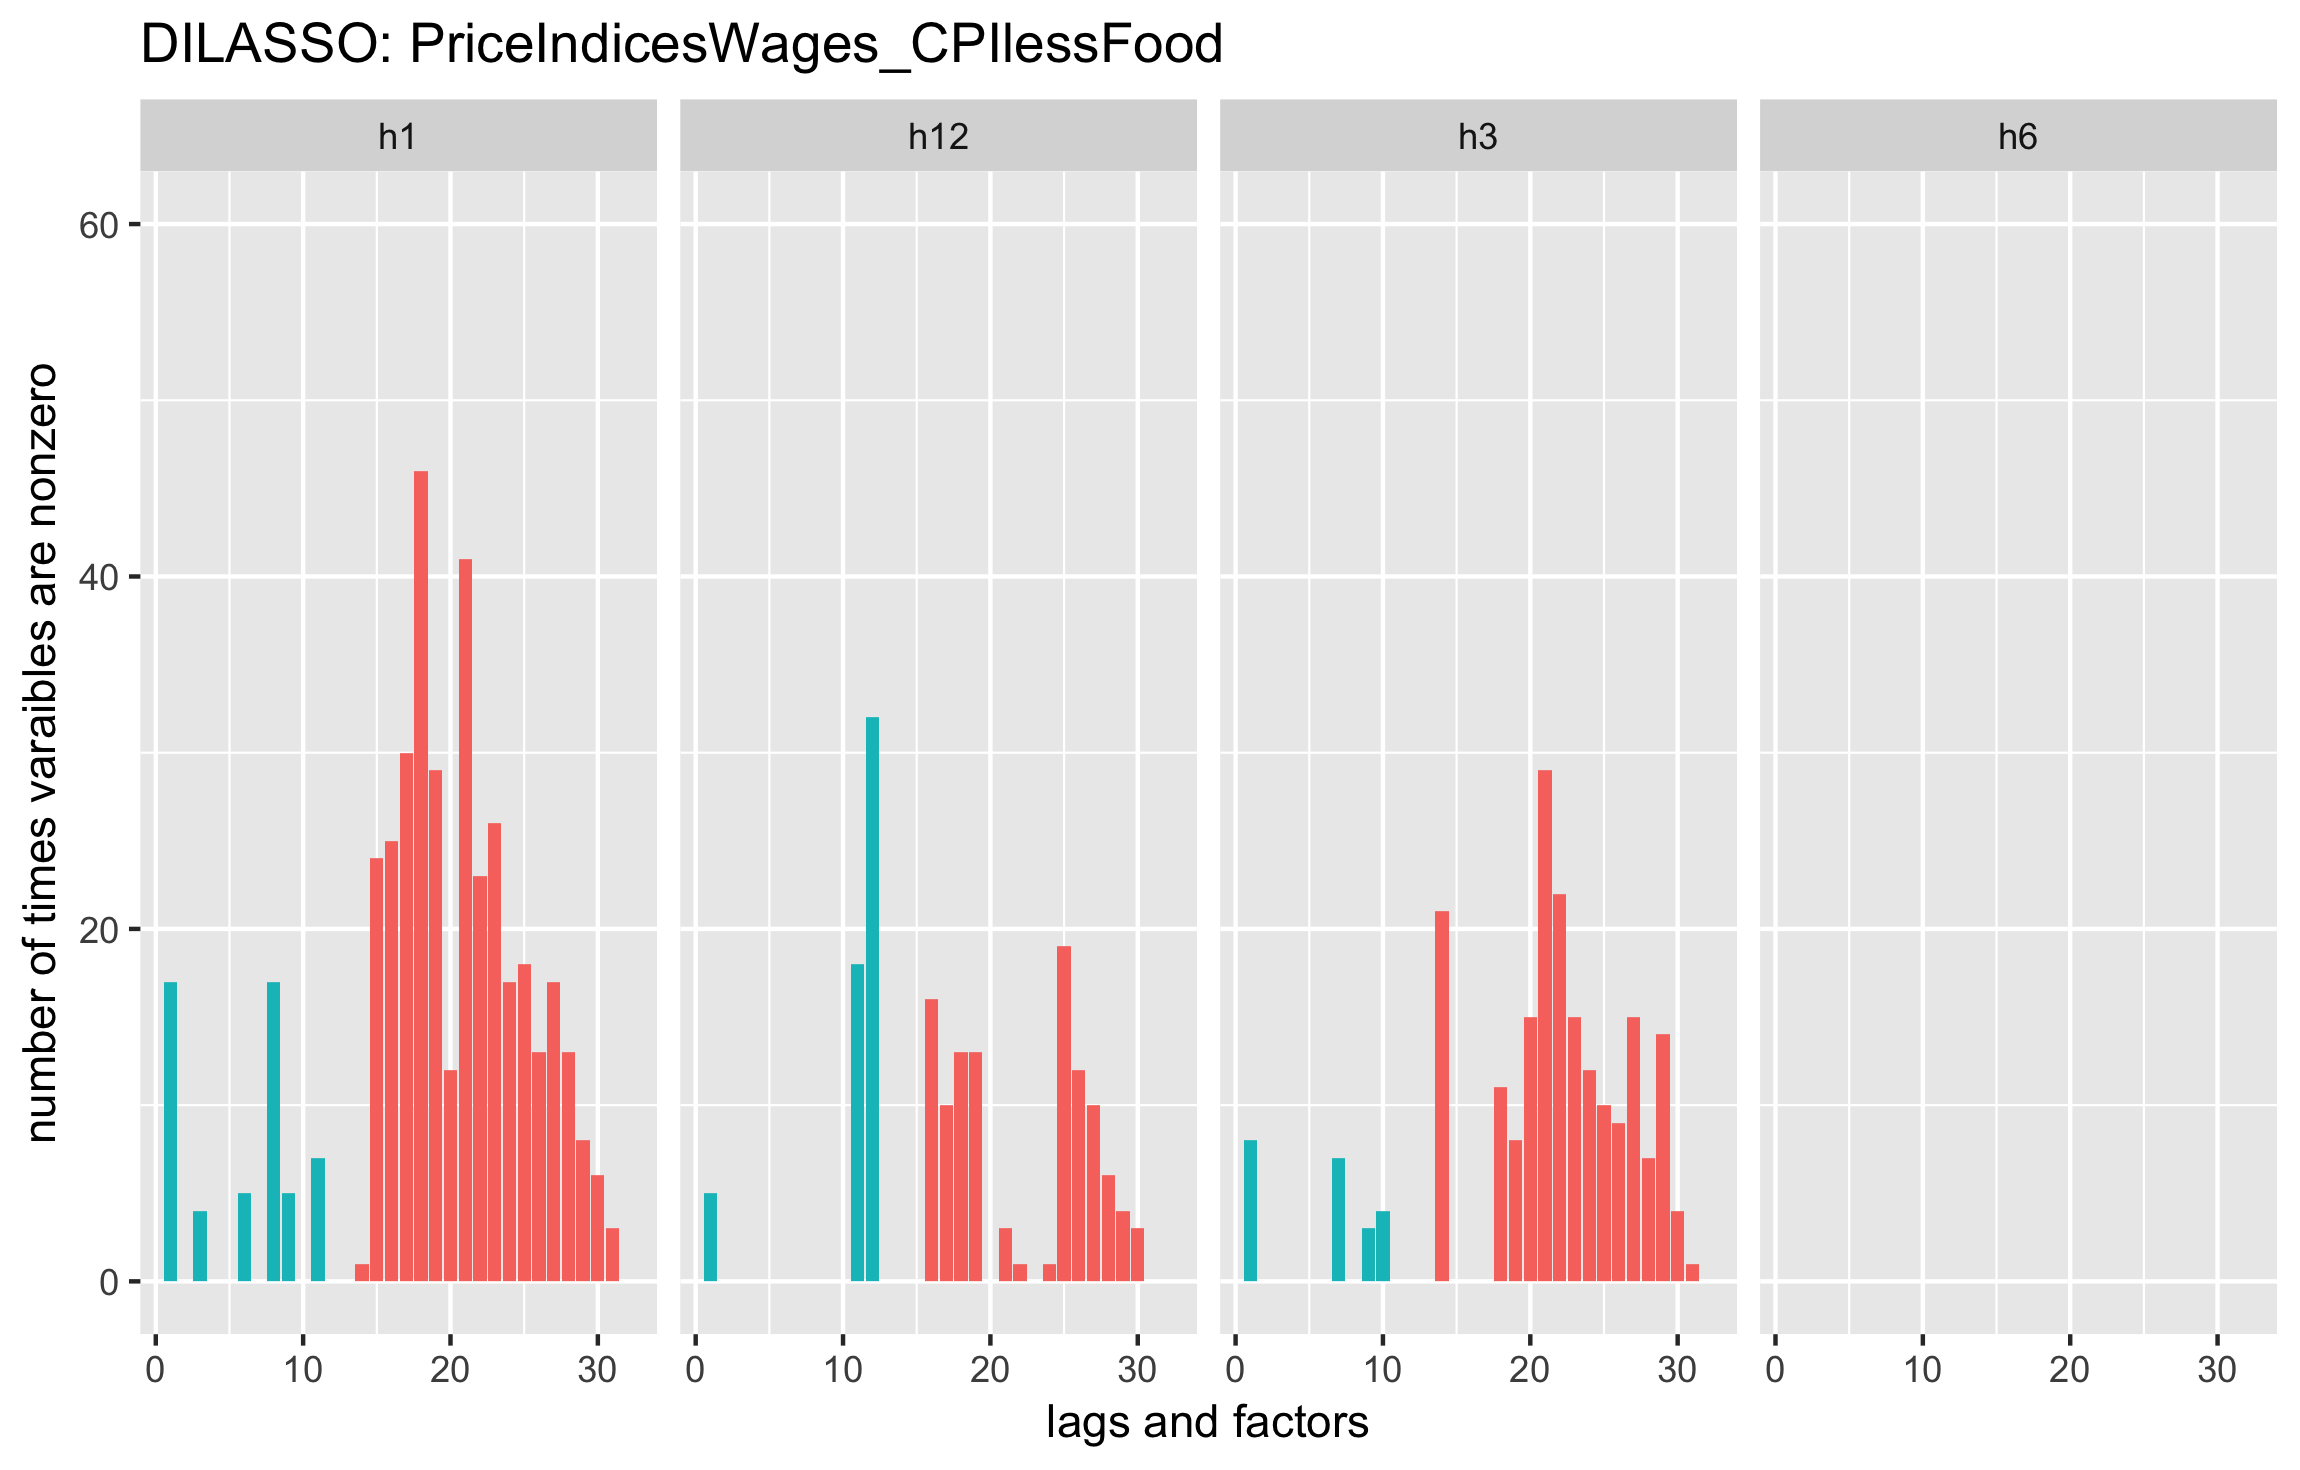 DILASSO: PriceIndicesWages_CPIlessFood
h1 h12 h3 h6
60
40
20
0
number of times varaibles are nonzero
0 10 20 30 0 10 20 30 0 10 20 30 0 10 20 30
lags and factors